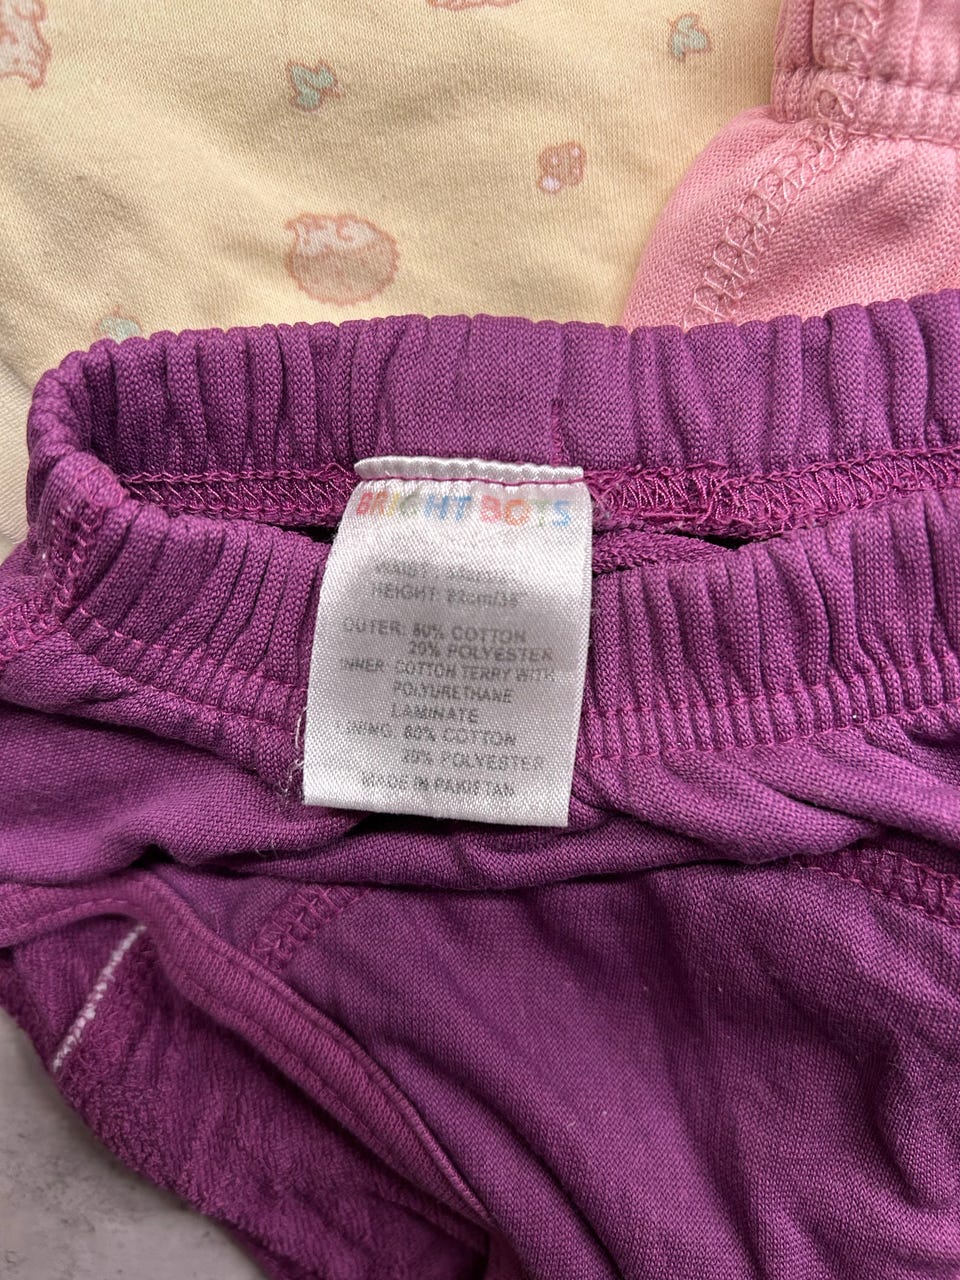 BRIGHT BOTS
HEIGHT:
OUTER: 80% COTTON
20% POLYESTER
INNER: COTTON TERRY WITH
POLYURETHANE
LAMINATE
LINING: 80% COTTON
20% POLYESTER
MADE IN PAKISTAN